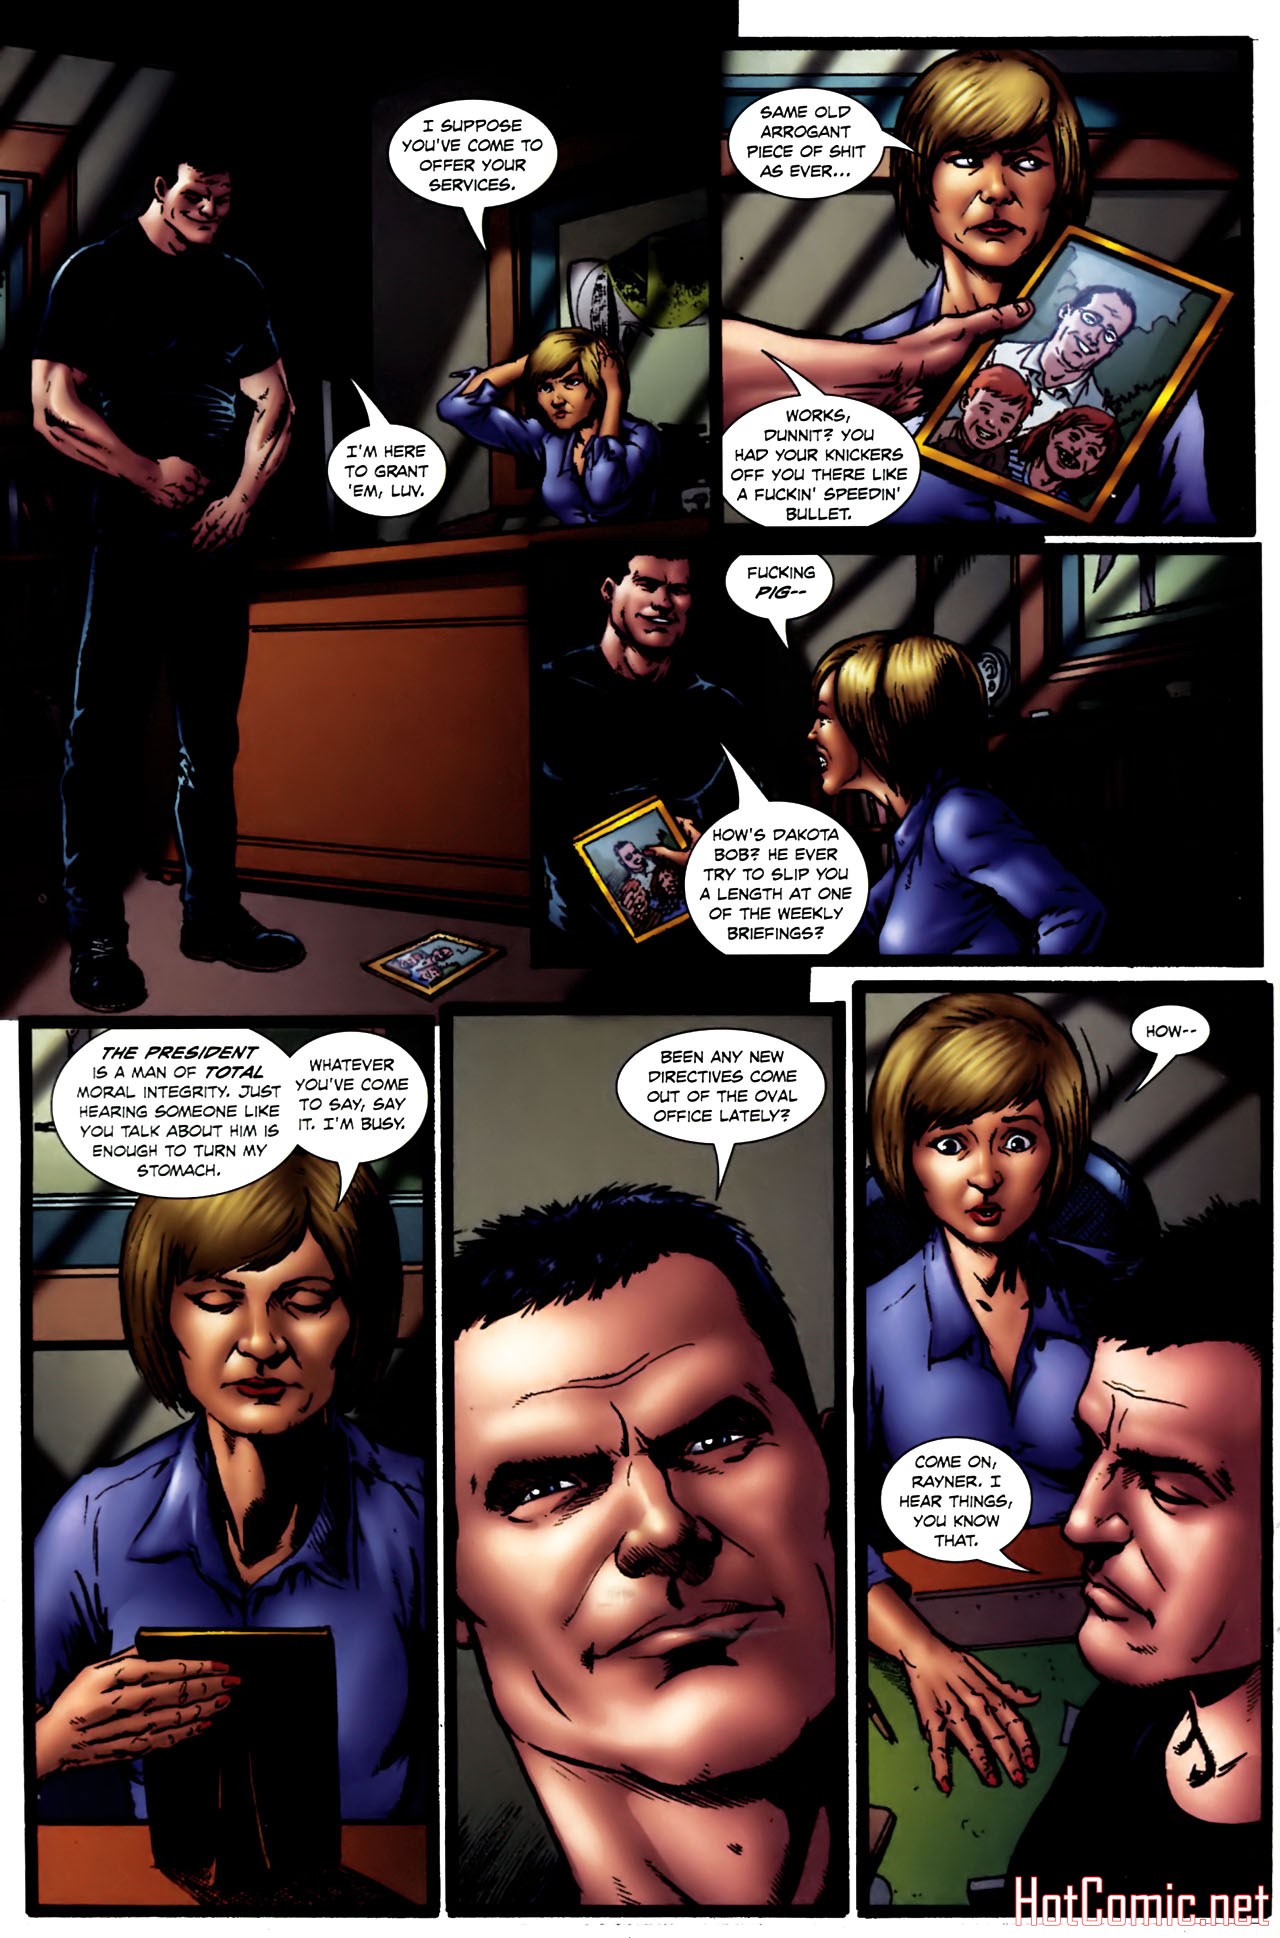 I SUPPOSE
YOU'VE COME TO
OFFER YOUR
SERVICES.
I'M HERE
TO GRANT
'EM, LUV.
SAME OLD
ARROGANT
PIECE OF SHIT
AS EVER...
WORKS,
DUNNIT? YOU
HAD YOUR KNICKERS
OFF YOU THERE LIKE
A FUCKIN' SPEEDIN'
BULLET.
FUCKING
PIG--
HOW'S DAKOTA
BOB? HE EVER
TRY TO SLIP YOU
A LENGTH AT ONE
OF THE WEEKLY
BRIEFINGS?
THE PRESIDENT
IS A MAN OF TOTAL
MORAL INTEGRITY. JUST
HEARING SOMEONE LIKE
YOU TALK ABOUT HIM IS
ENOUGH TO TURN MY
STOMACH.
WHATEVER
YOU'VE COME
TO SAY, SAY
IT. I'M BUSY.
BEEN ANY NEW
DIRECTIVES COME
OUT OF THE OVAL
OFFICE LATELY?
HOW--
COME ON,
RAYNER. I
HEAR THINGS,
YOU KNOW
THAT.
HotComic.net